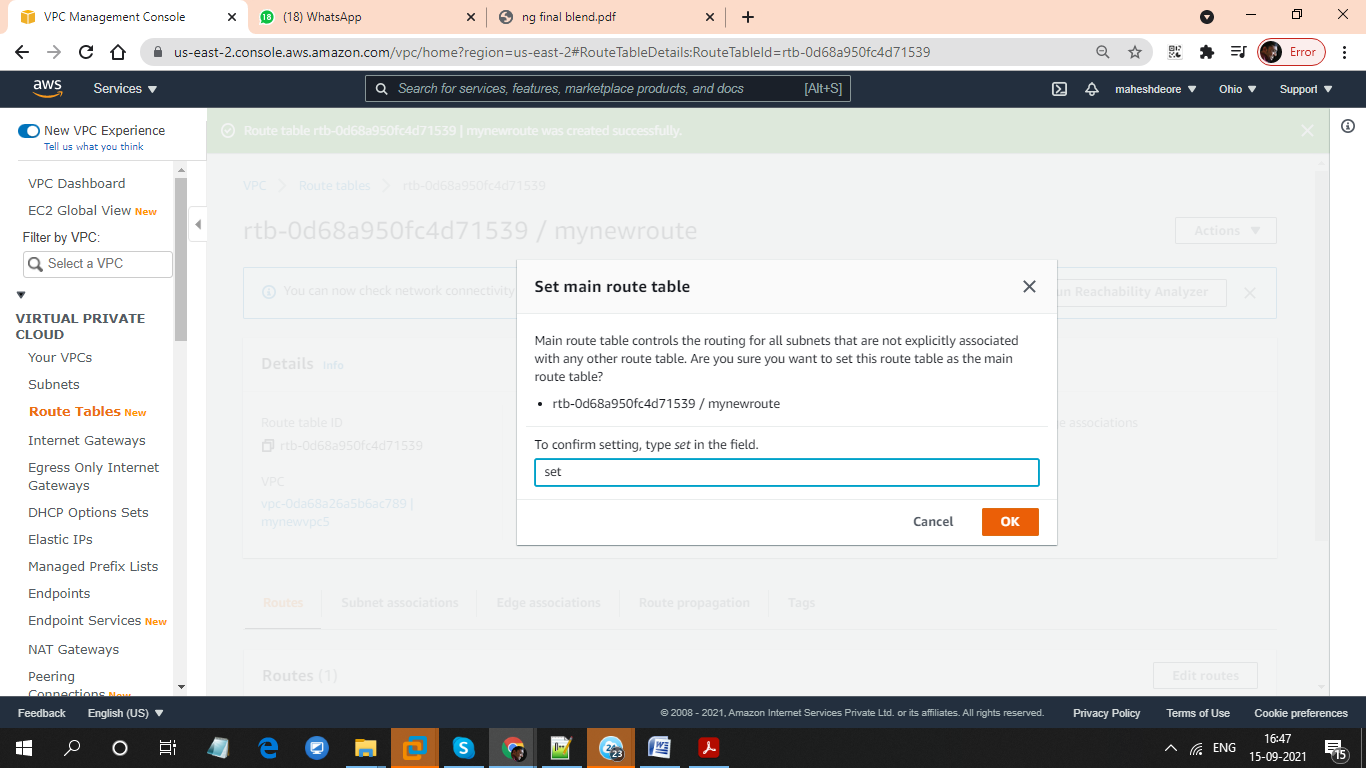 VPC Management Console
(18) WhatsApp
ng final blend.pdf
us-east-2.console.aws.amazon.com/vpc/home?region=us-east-2#RouteTableDetails:RouteTableId=rtb-0d68a950fc4d71539
Error
aws
Services
Search for services, features, marketplace products, and docs
[Alt+S]
maheshdeore
Ohio
Support
New VPC Experience
Tell us what you think
VPC Dashboard
EC2 Global View New
Filter by VPC:
Select a VPC
VIRTUAL PRIVATE
CLOUD
Your VPCs
Subnets
Route Tables New
Internet Gateways
Egress Only Internet
Gateways
DHCP Options Sets
Elastic IPs
Managed Prefix Lists
Endpoints
Endpoint Services New
NAT Gateways
Peering
Connections New
Route table rtb-0d68a950fc4d71539 | mynewroute was created successfully.
VPC
Route tables
rtb-0d68a950fc4d71539
rtb-0d68a950fc4d71539 / mynewroute
Actions
You can now check network connectivity
un Reachability Analyzer
Details Info
Route table ID
rtb-0d68a950fc4d71539
VPC
vpc-0da68a26a5b6ac789 |
mynewvpc5
e associations
Set main route table
Main route table controls the routing for all subnets that are not explicitly associated
with any other route table. Are you sure you want to set this route table as the main
route table?
• rtb-0d68a950fc4d71539 / mynewroute
To confirm setting, type set in the field.
set
Cancel
OK
Routes
Subnet associations
Edge associations
Route propagation
Tags
Routes (1)
Edit routes
Feedback
English (US)
© 2008 - 2021, Amazon Internet Services Private Ltd. or its affiliates. All rights reserved.
Privacy Policy
Terms of Use
Cookie preferences
ENG
16:47
15-09-2021
15